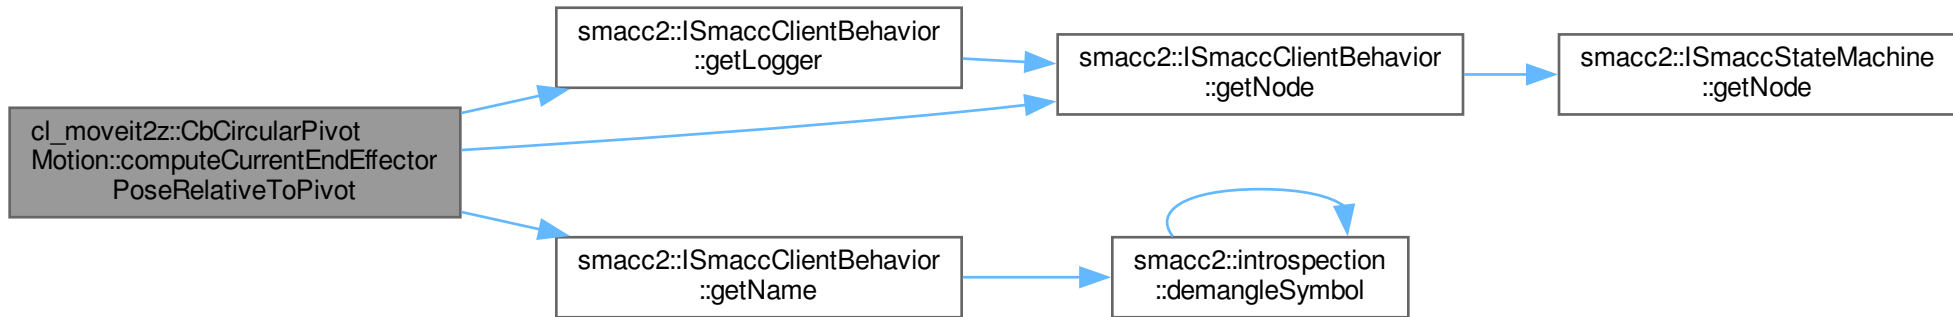 cl_moveit2z::CbCircularPivot
Motion::computeCurrentEndEffector
PoseRelativeToPivot
smacc2::ISmaccClientBehavior
::getLogger
smacc2::ISmaccClientBehavior
::getNode
smacc2::ISmaccStateMachine
::getNode
smacc2::ISmaccClientBehavior
::getName
smacc2::introspection
::demangleSymbol